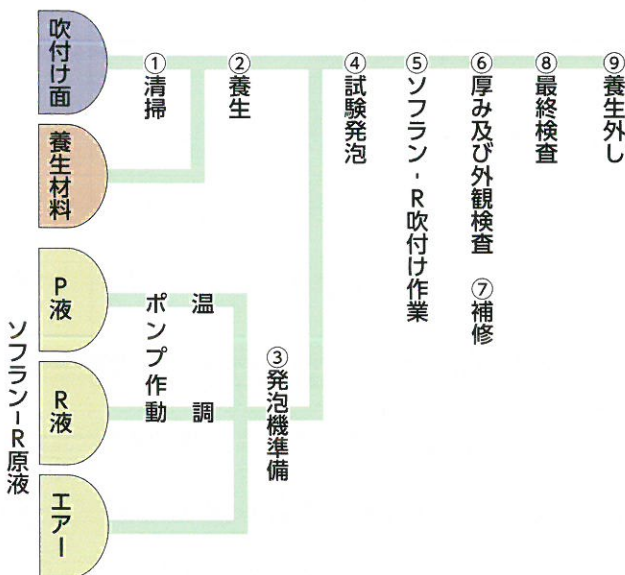 吹付け面
養生材料
P液
R液
エアー
ソフラン-R原液
①清掃
②養生
ポンプ作動
温調
③発泡機準備
④試験発泡
⑤ソフラン-R吹付け作業
⑥厚み及び外観検査 ⑦補修
⑧最終検査
⑨養生外し